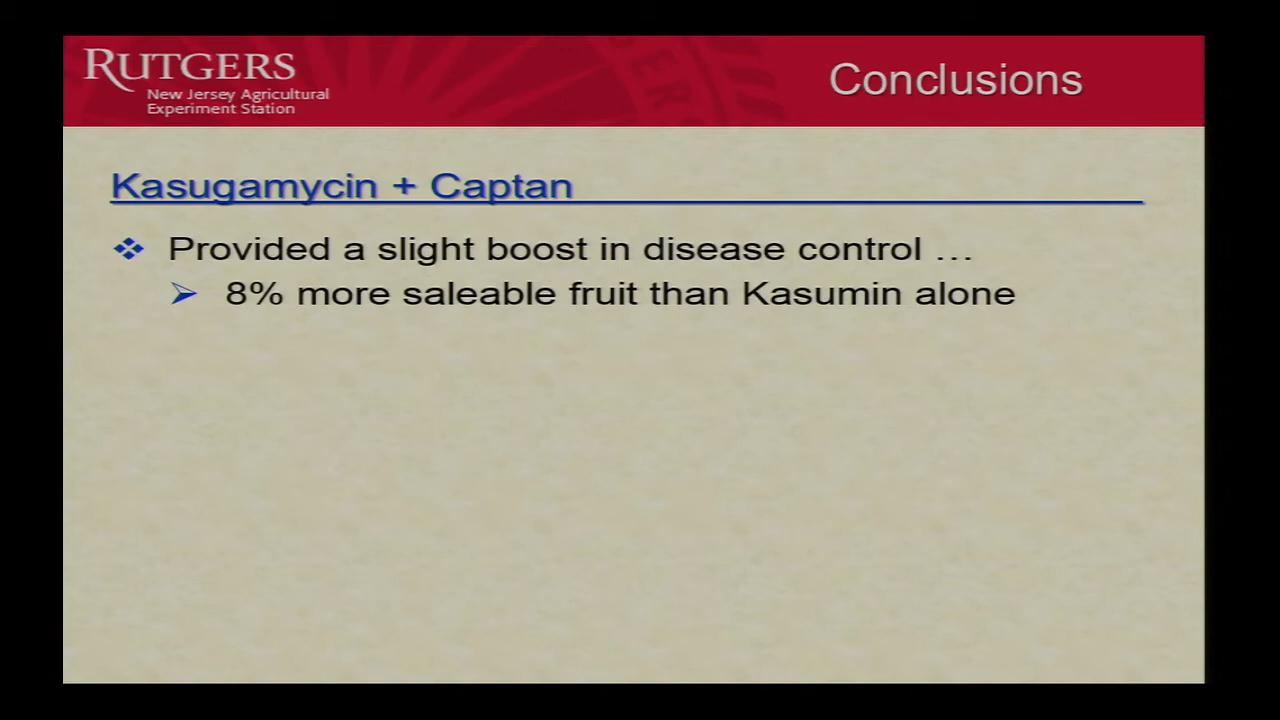 RUTGERS
New Jersey Agricultural
Experiment Station
Conclusions
Kasugamycin + Captan
Provided a slight boost in disease control …
8% more saleable fruit than Kasumin alone